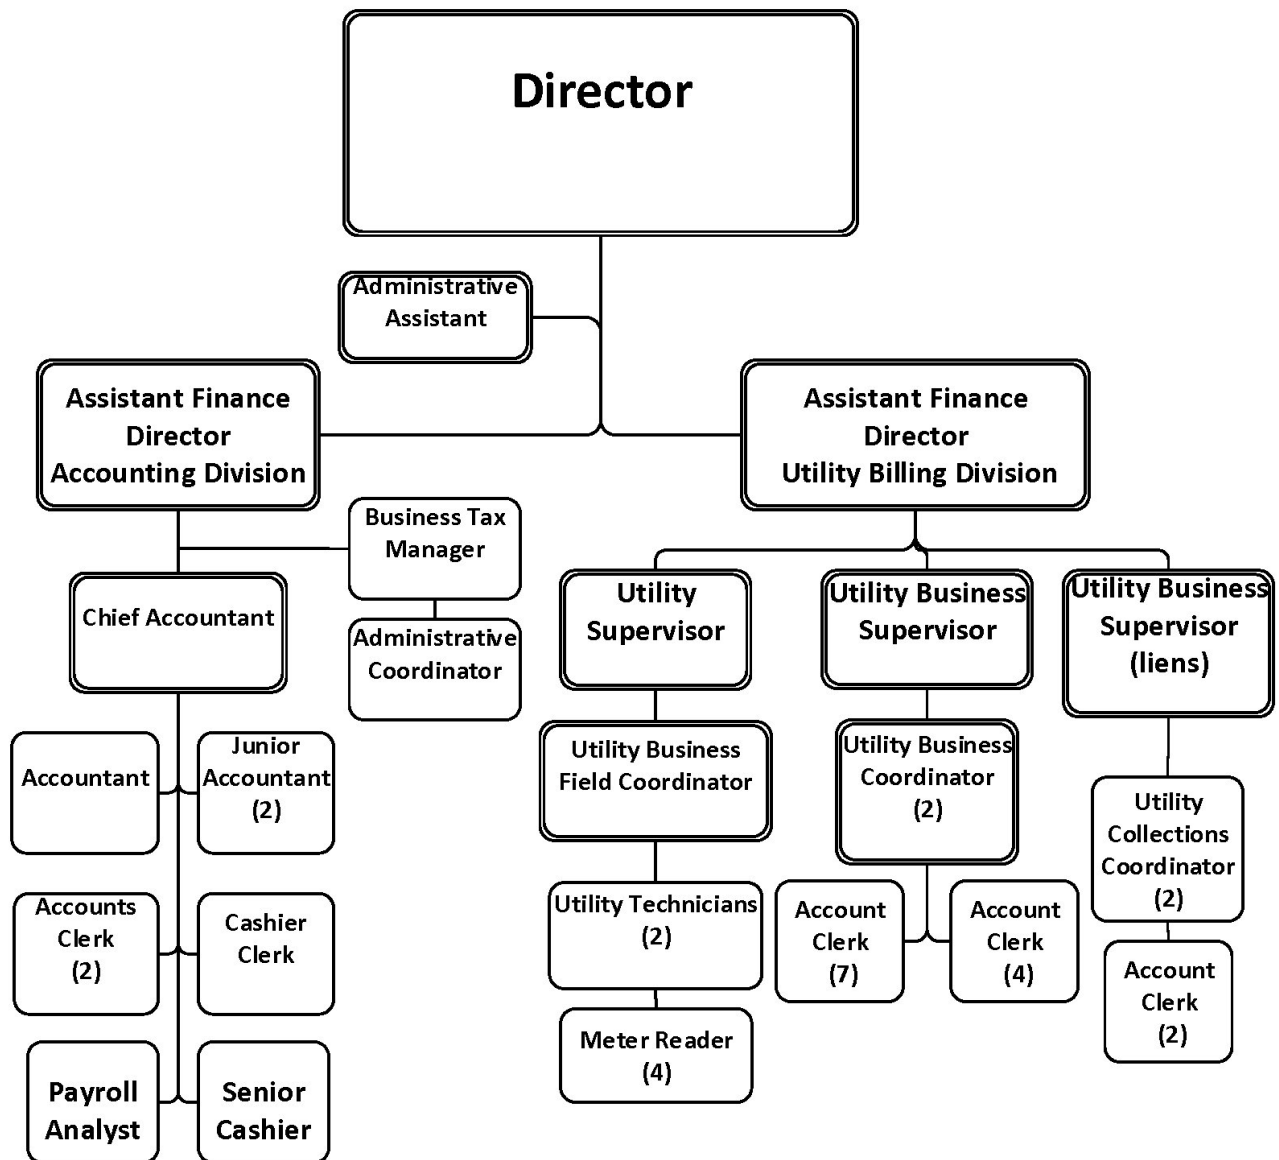 Director
Administrative
Assistant
Assistant Finance
Director
Accounting Division
Assistant Finance
Director
Utility Billing Division
Business Tax
Manager
Administrative
Coordinator
Chief Accountant
Accountant
Junior
Accountant
(2)
Accounts
Clerk
(2)
Cashier
Clerk
Payroll
Analyst
Senior
Cashier
Utility
Supervisor
Utility Business
Field Coordinator
Utility Technicians
(2)
Meter Reader
(4)
Utility Business
Supervisor
Utility Business
Coordinator
(2)
Account
Clerk
(7)
Account
Clerk
(4)
Utility Business
Supervisor
(liens)
Utility
Collections
Coordinator
(2)
Account
Clerk
(2)